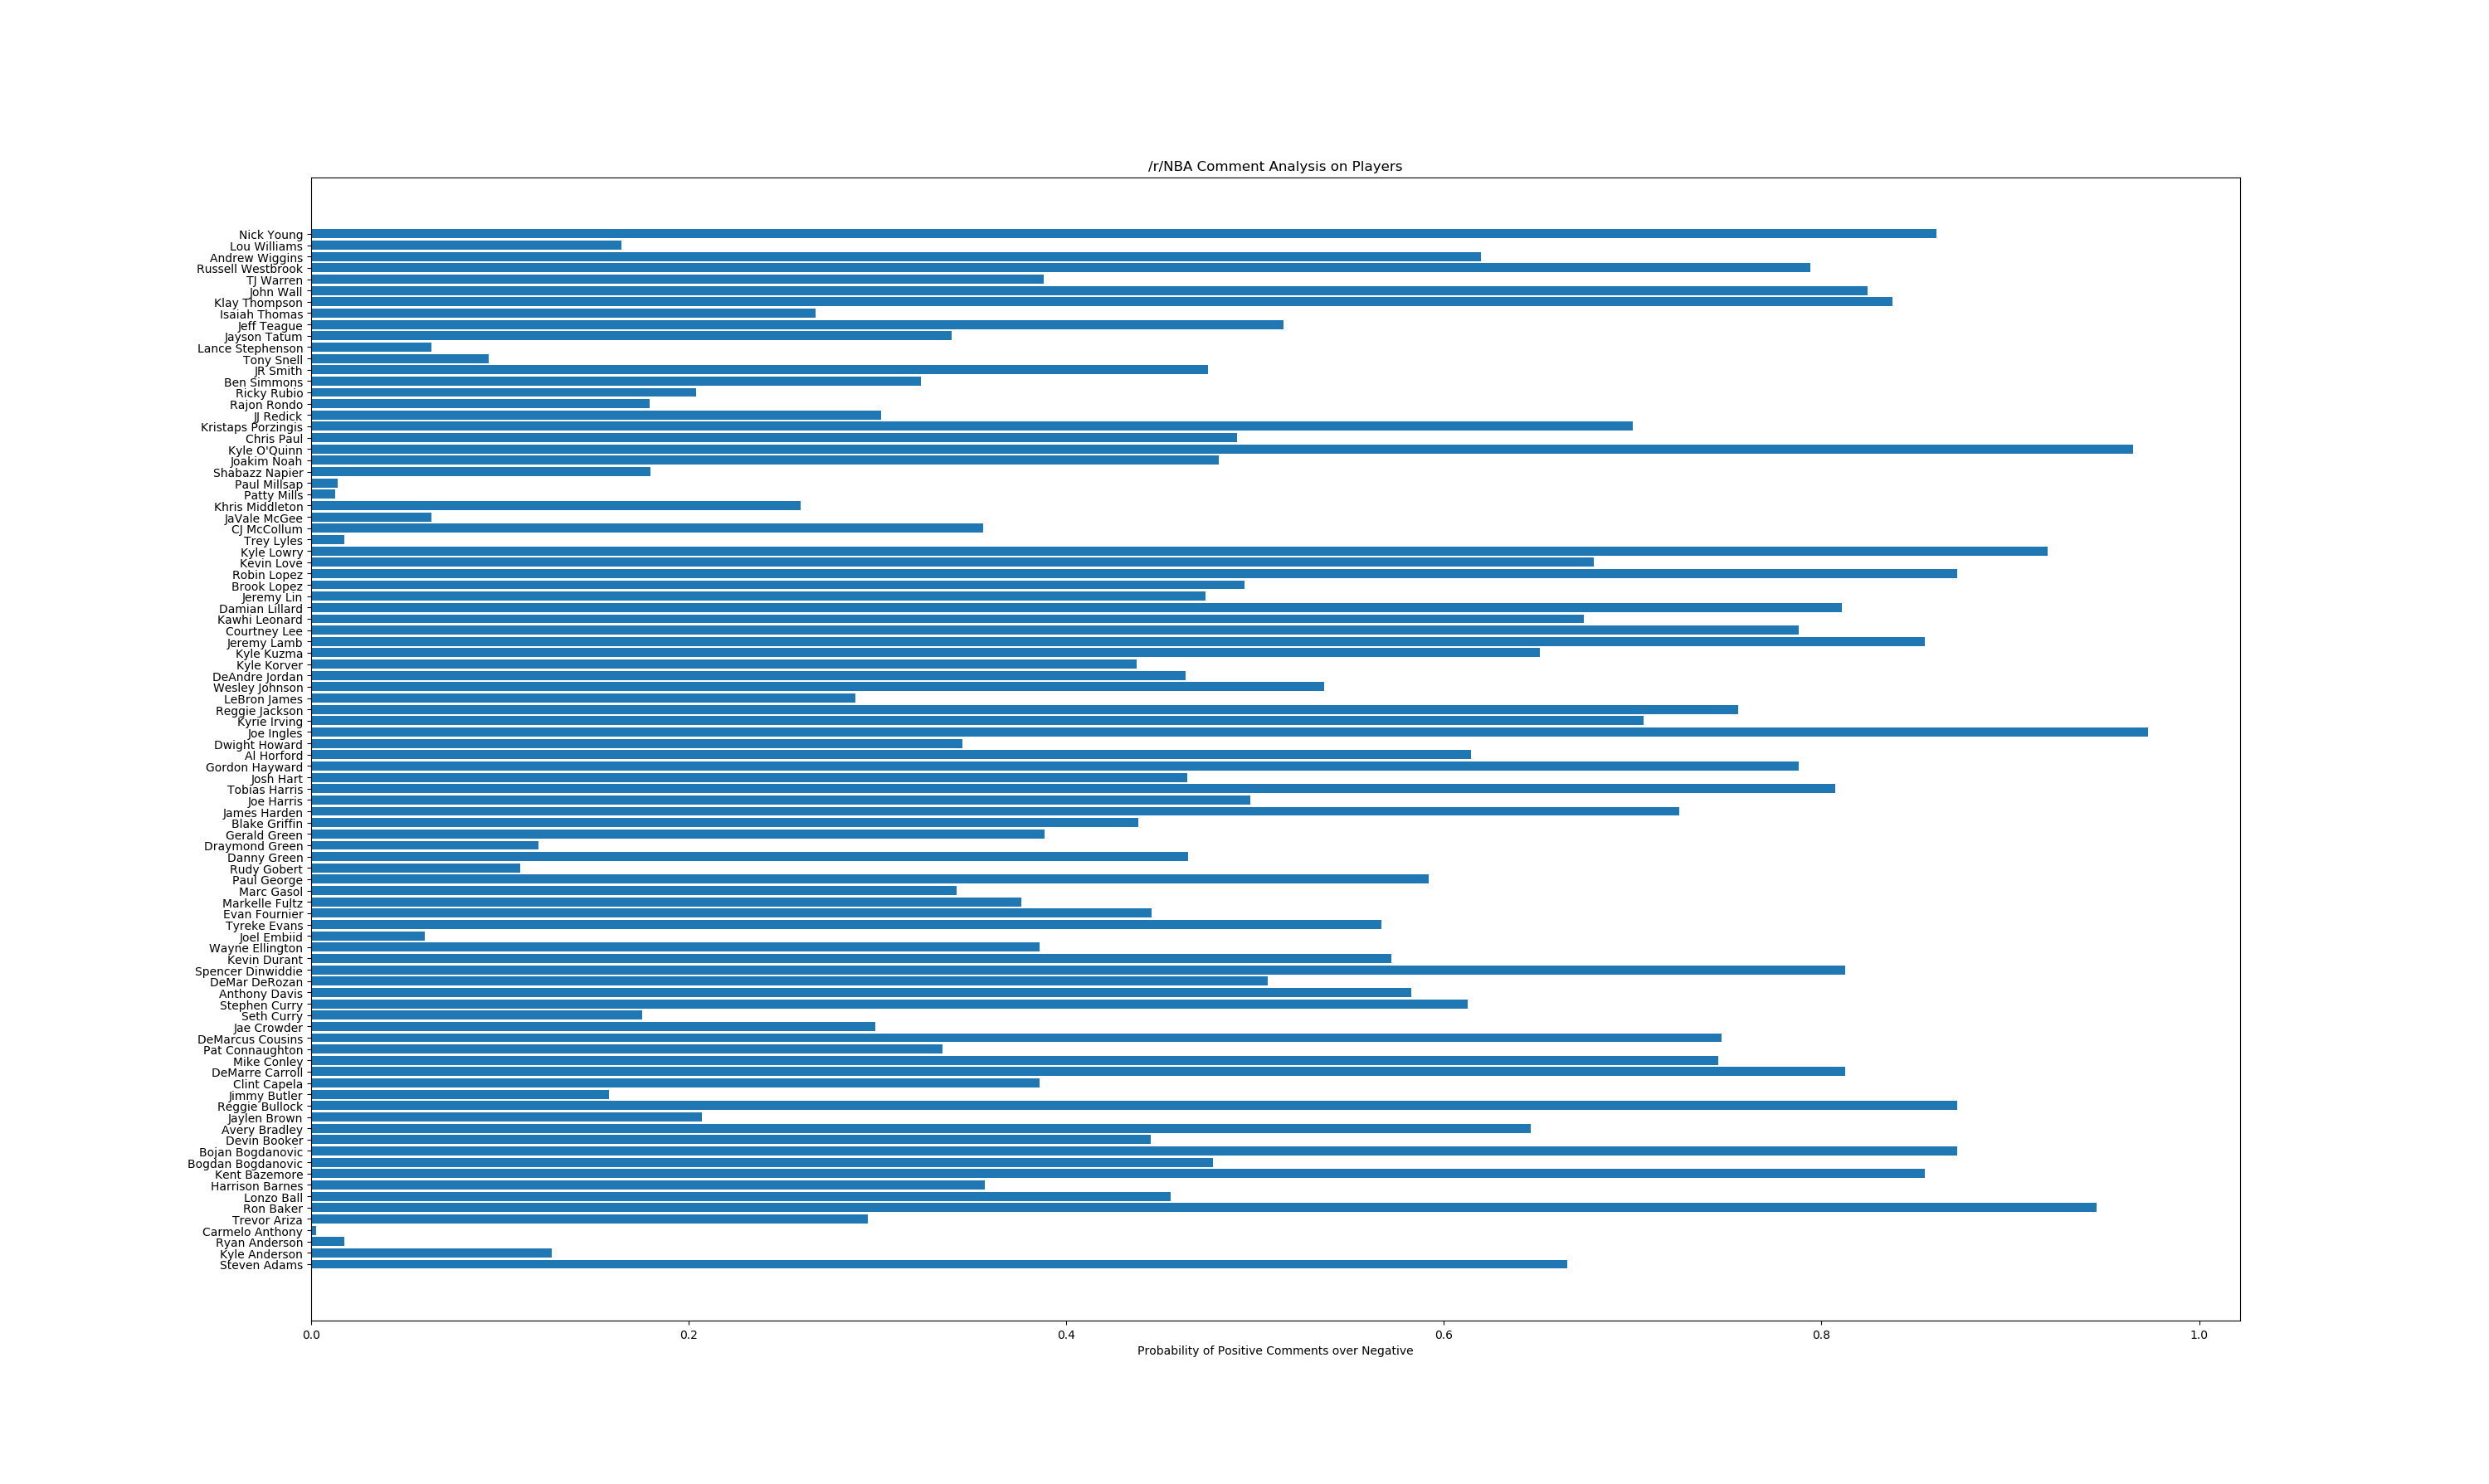 /r/NBA Comment Analysis on Players
Nick Young
Lou Williams
Andrew Wiggins
Russell Westbrook
TJ Warren
John Wall
Klay Thompson
Isaiah Thomas
Jeff Teague
Jayson Tatum
Lance Stephenson
Tony Snell
JR Smith
Ben Simmons
Ricky Rubio
Rajon Rondo
JJ Redick
Kristaps Porzingis
Chris Paul
Kyle O'Quinn
Joakim Noah
Shabazz Napier
Paul Millsap
Patty Mills
Khris Middleton
JaVale McGee
CJ McCollum
Trey Lyles
Kyle Lowry
Kevin Love
Robin Lopez
Brook Lopez
Jeremy Lin
Damian Lillard
Kawhi Leonard
Courtney Lee
Jeremy Lamb
Kyle Kuzma
Kyle Korver
DeAndre Jordan
Wesley Johnson
LeBron James
Reggie Jackson
Kyrie Irving
Joe Ingles
Dwight Howard
Al Horford
Gordon Hayward
Josh Hart
Tobias Harris
Joe Harris
James Harden
Blake Griffin
Gerald Green
Draymond Green
Danny Green
Rudy Gobert
Paul George
Marc Gasol
Markelle Fultz
Evan Fournier
Tyreke Evans
Joel Embiid
Wayne Ellington
Kevin Durant
Spencer Dinwiddie
DeMar DeRozan
Anthony Davis
Stephen Curry
Seth Curry
Jae Crowder
DeMarcus Cousins
Pat Connaughton
Mike Conley
DeMarre Carroll
Clint Capela
Jimmy Butler
Reggie Bullock
Jaylen Brown
Avery Bradley
Devin Booker
Bojan Bogdanovic
Bogdan Bogdanovic
Kent Bazemore
Harrison Barnes
Lonzo Ball
Ron Baker
Trevor Ariza
Carmelo Anthony
Ryan Anderson
Kyle Anderson
Steven Adams
0.0 0.2 0.4 0.6 0.8 1.0
Probability of Positive Comments over Negative